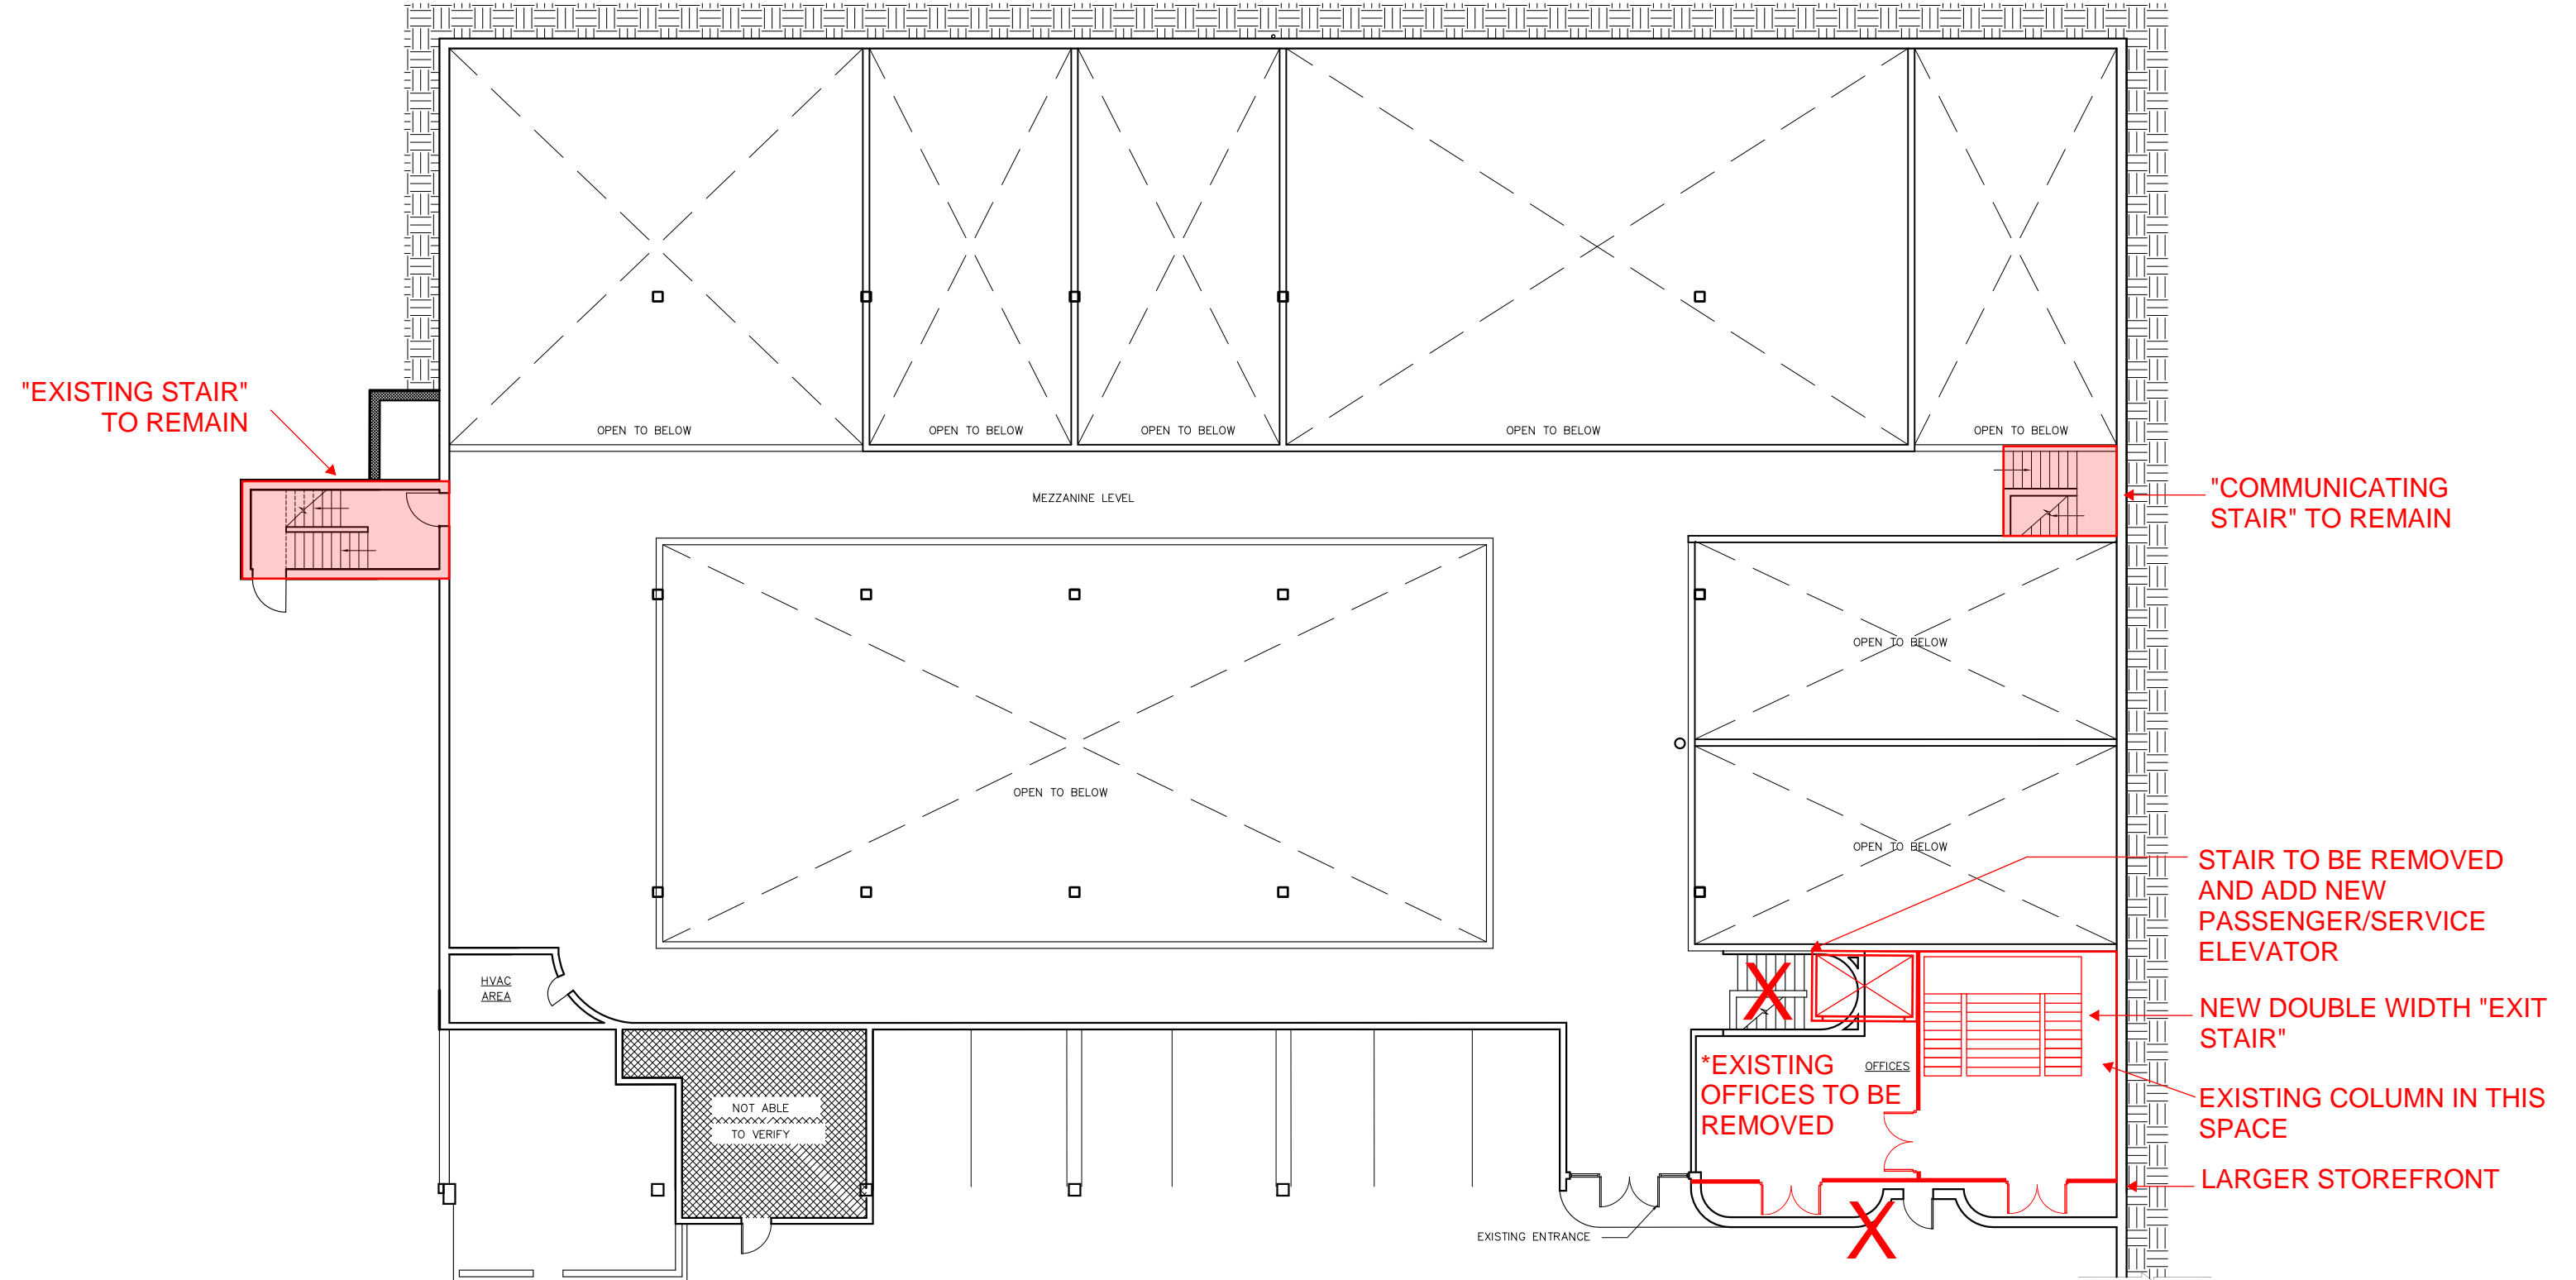 OPEN TO BELOW
OPEN TO BELOW
OPEN TO BELOW
OPEN TO BELOW
OPEN TO BELOW
"EXISTING STAIR"
TO REMAIN
MEZZANINE LEVEL
"COMMUNICATING
STAIR" TO REMAIN
OPEN TO BELOW
OPEN TO BELOW
OPEN TO BELOW
STAIR TO BE REMOVED
AND ADD NEW
PASSENGER/SERVICE
ELEVATOR
HVAC
AREA
X
NEW DOUBLE WIDTH "EXIT
STAIR"
*EXISTING
OFFICES TO BE
REMOVED
OFFICES
NOT ABLE
TO VERIFY
EXISTING COLUMN IN THIS
SPACE
LARGER STOREFRONT
X
EXISTING ENTRANCE